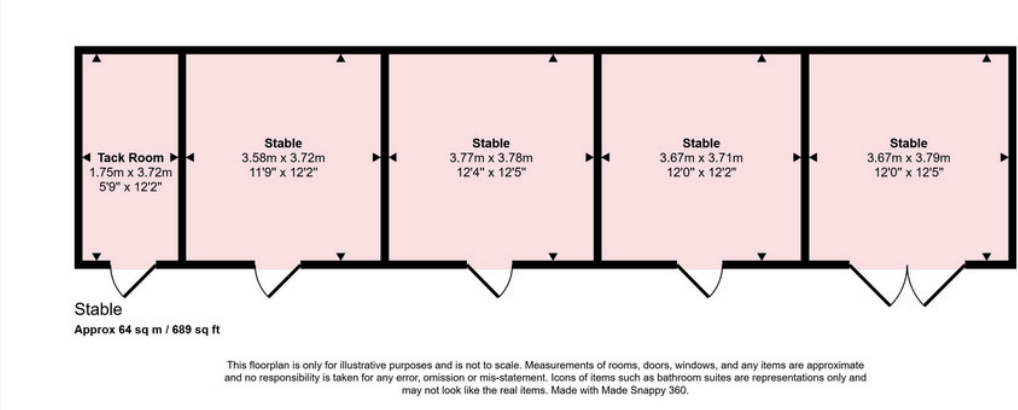 Tack Room
1.75m x 3.72m
5'9" x 12'2"
Stable
3.58m x 3.72m
11'9" x 12'2"
Stable
3.77m x 3.78m
12'4" x 12'5"
Stable
3.67m x 3.71m
12'0" x 12'2"
Stable
3.67m x 3.79m
12'0" x 12'5"
Stable
Approx 64 sq m / 689 sq ft
This floorplan is only for illustrative purposes and is not to scale. Measurements of rooms, doors, windows, and any items are approximate
and no responsibility is taken for any error, omission or mis-statement. Icons of items such as bathroom suites are representations only and
may not look like the real items. Made with Made Snappy 360.